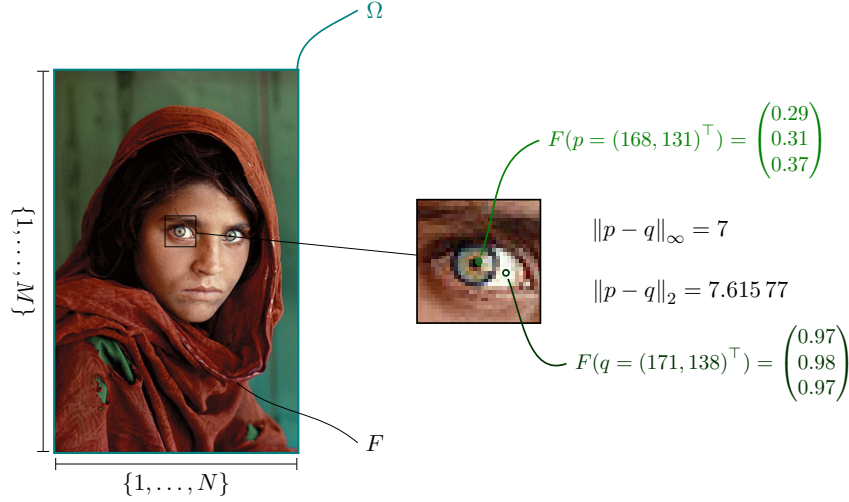 Ω
F(p = (168, 131)^⊤) = (0.29 0.31 0.37)
{1, . . . , M}
‖p − q‖_∞ = 7
‖p − q‖_2 = 7.615 77
F(q = (171, 138)^⊤) = (0.97 0.98 0.97)
F
{1, . . . , N}